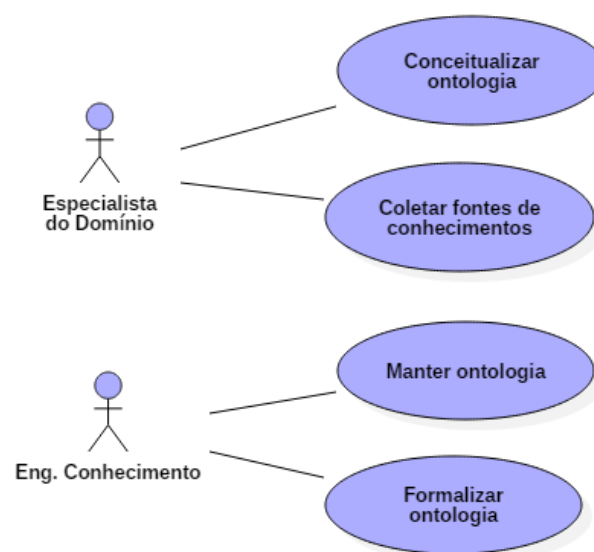 Conceitualizar
ontologia
Especialista
do Domínio
Coletar fontes de
conhecimentos
Manter ontologia
Eng. Conhecimento
Formalizar
ontologia